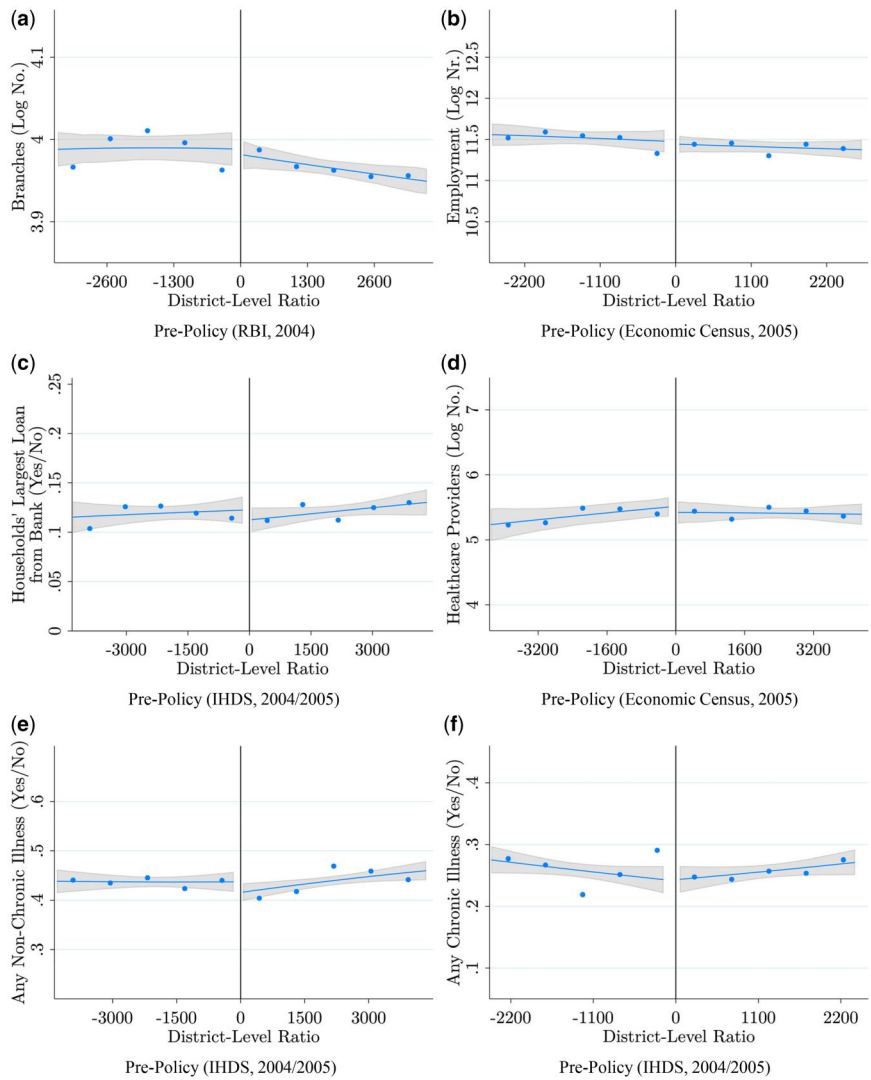 (a)
Branches (Log No.)
4.1
4
3.9
-2600 -1300 0 1300 2600
District-Level Ratio
Pre-Policy (RBI, 2004)
(b)
Employment (Log Nr.)
12.5
12
11.5
11
10.5
-2200 -1100 0 1100 2200
District-Level Ratio
Pre-Policy (Economic Census, 2005)
(c)
Households' Largest Loan
from Bank (Yes/No)
.25
.2
.15
.1
.05
0
-3000 -1500 0 1500 3000
District-Level Ratio
Pre-Policy (IHDS, 2004/2005)
(d)
Healthcare Providers (Log No.)
7
6
5
4
-3200 -1600 0 1600 3200
District-Level Ratio
Pre-Policy (Economic Census, 2005)
(e)
Any Non-Chronic Illness (Yes/No)
.6
.5
.4
.3
-3000 -1500 0 1500 3000
District-Level Ratio
Pre-Policy (IHDS, 2004/2005)
(f)
Any Chronic Illness (Yes/No)
.4
.3
.2
.1
-2200 -1100 0 1100 2200
District-Level Ratio
Pre-Policy (IHDS, 2004/2005)